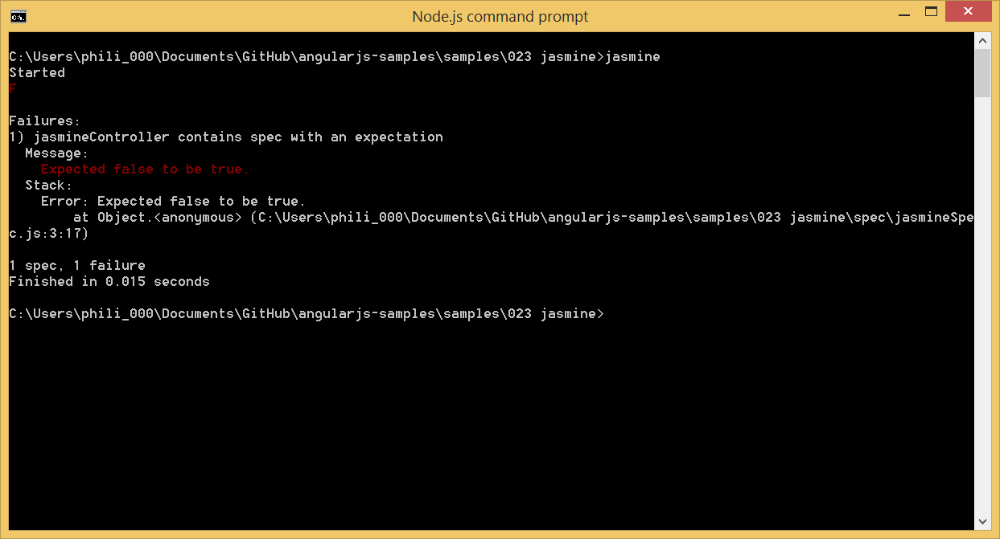 Node.js command prompt
C:\Users\phili_000\Documents\GitHub\angularjs-samples\samples\023 jasmine>jasmine
Started
F
Failures:
1) jasmineController contains spec with an expectation
Message:
Expected false to be true.
Stack:
Error: Expected false to be true.
at Object.<anonymous> (C:\Users\phili_000\Documents\GitHub\angularjs-samples\samples\023 jasmine\spec\jasmineSpe
c.js:3:17)
1 spec, 1 failure
Finished in 0.015 seconds
C:\Users\phili_000\Documents\GitHub\angularjs-samples\samples\023 jasmine>